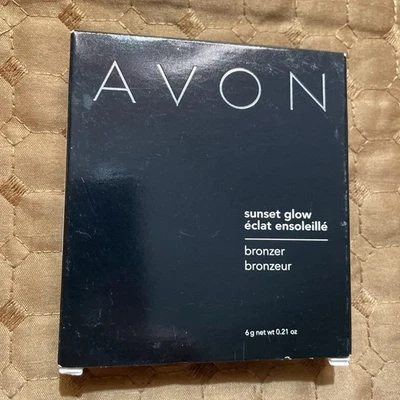 AVON
sunset glow
éclat ensoleillé
bronzer
bronzeur
6 g net wt 0.21 oz